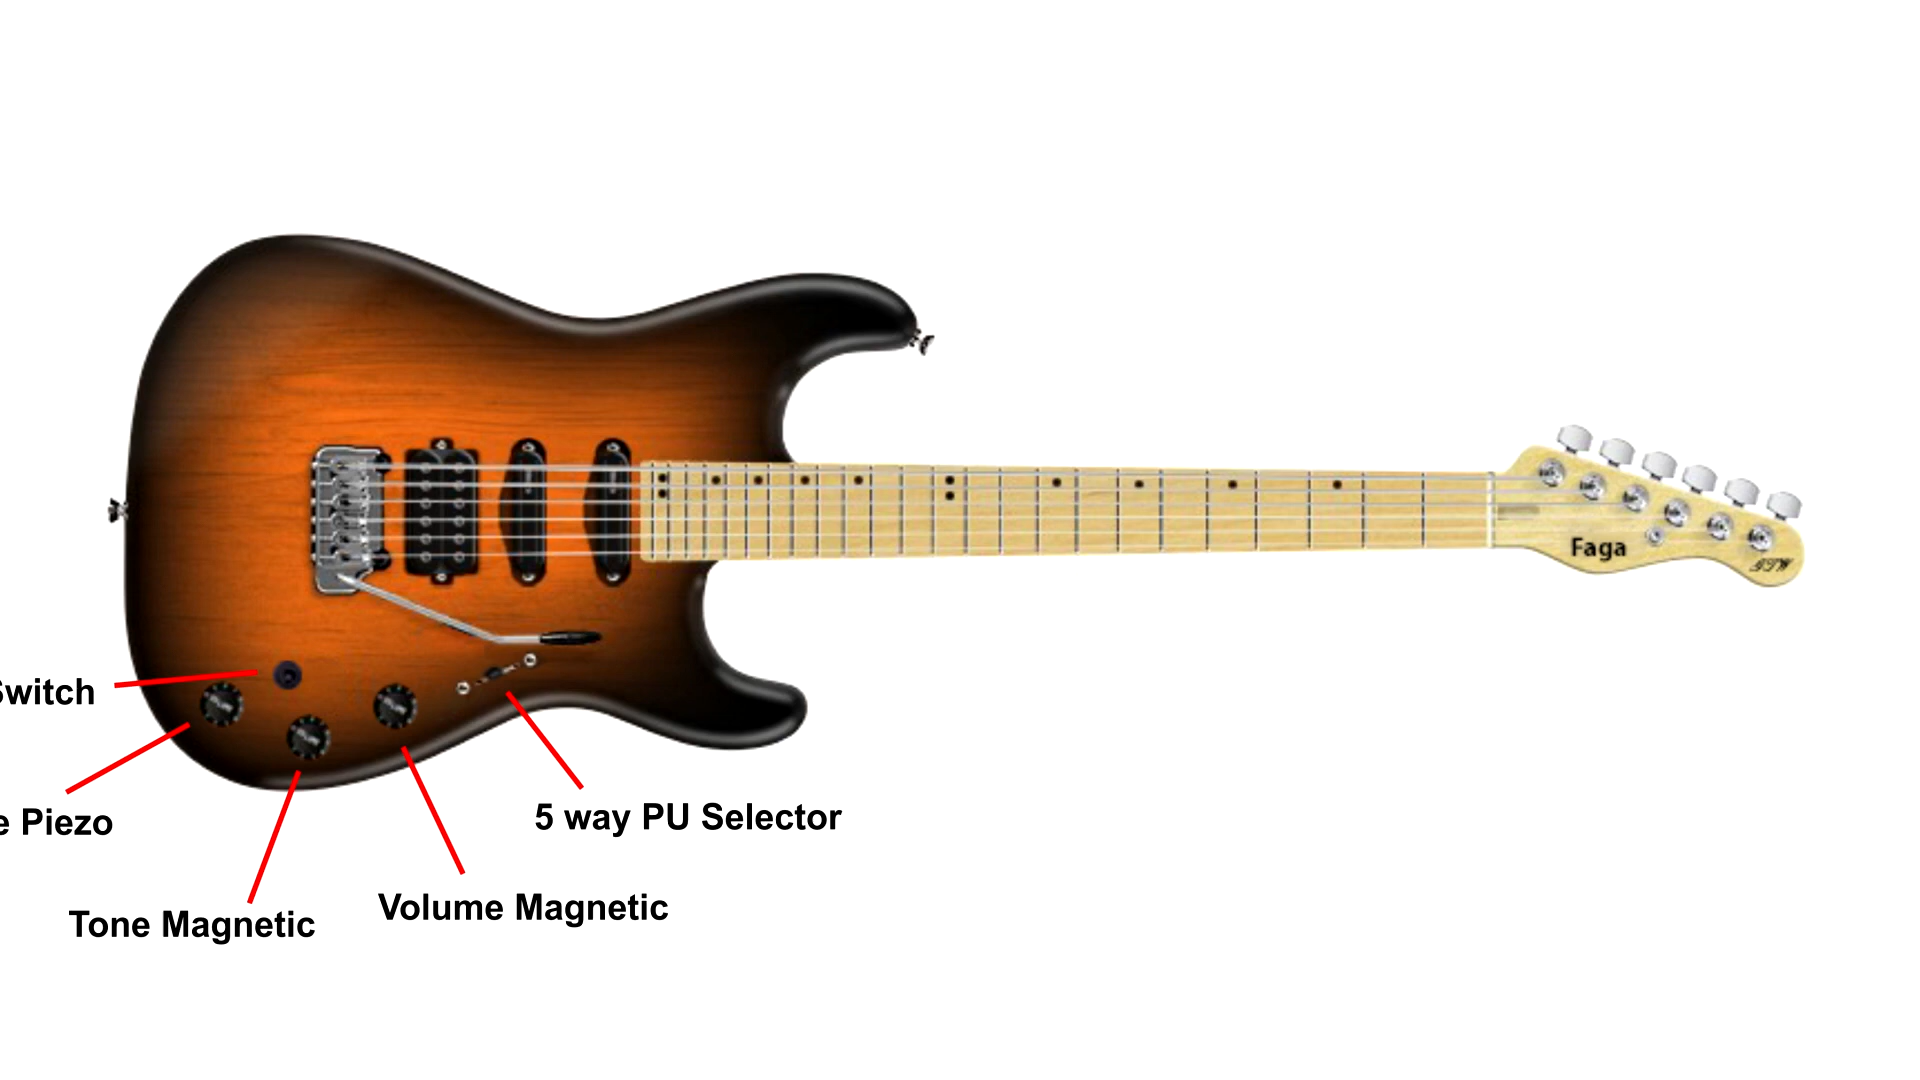 Switch
e Piezo
Tone Magnetic
Volume Magnetic
5 way PU Selector
Faga